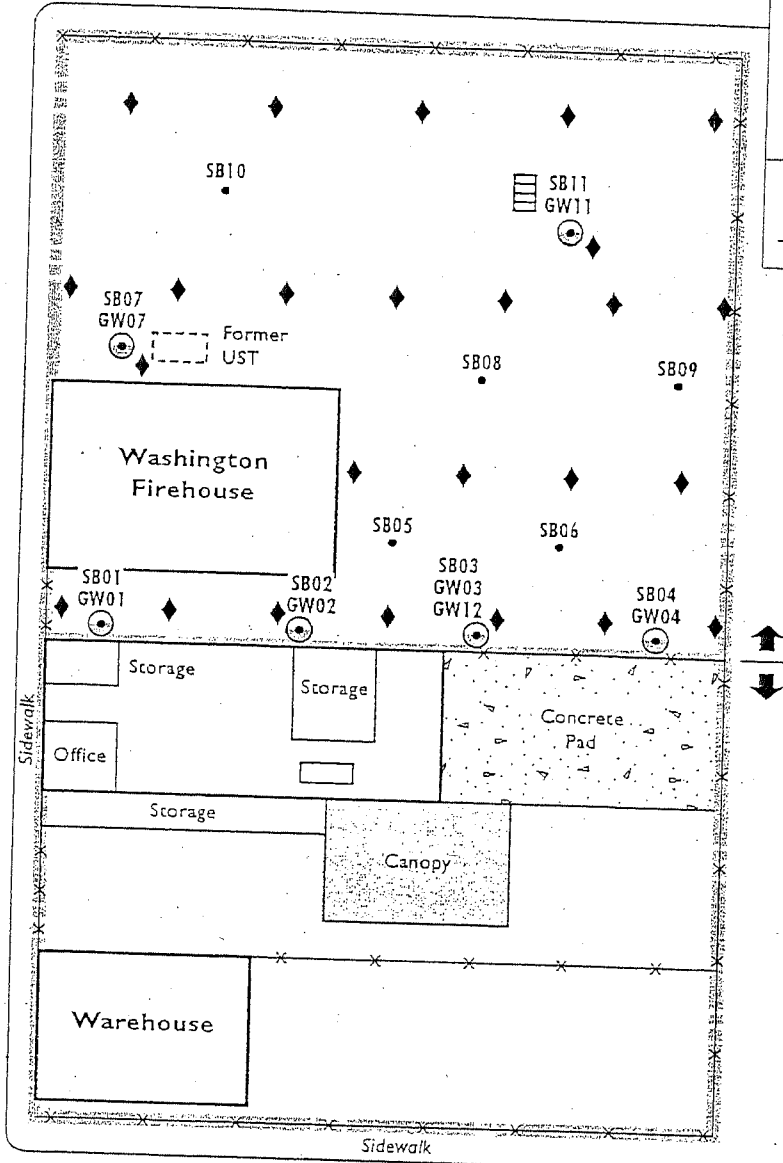 SB10
SB11
GW11
SB07
GW07
Former
UST
SB08
SB09
Washington
Firehouse
SB05
SB06
SB01
GW01
SB02
GW02
SB03
GW03
GW12
SB04
GW04
Storage
Storage
Concrete
Pad
Office
Sidewalk
Storage
Canopy
Warehouse
Sidewalk